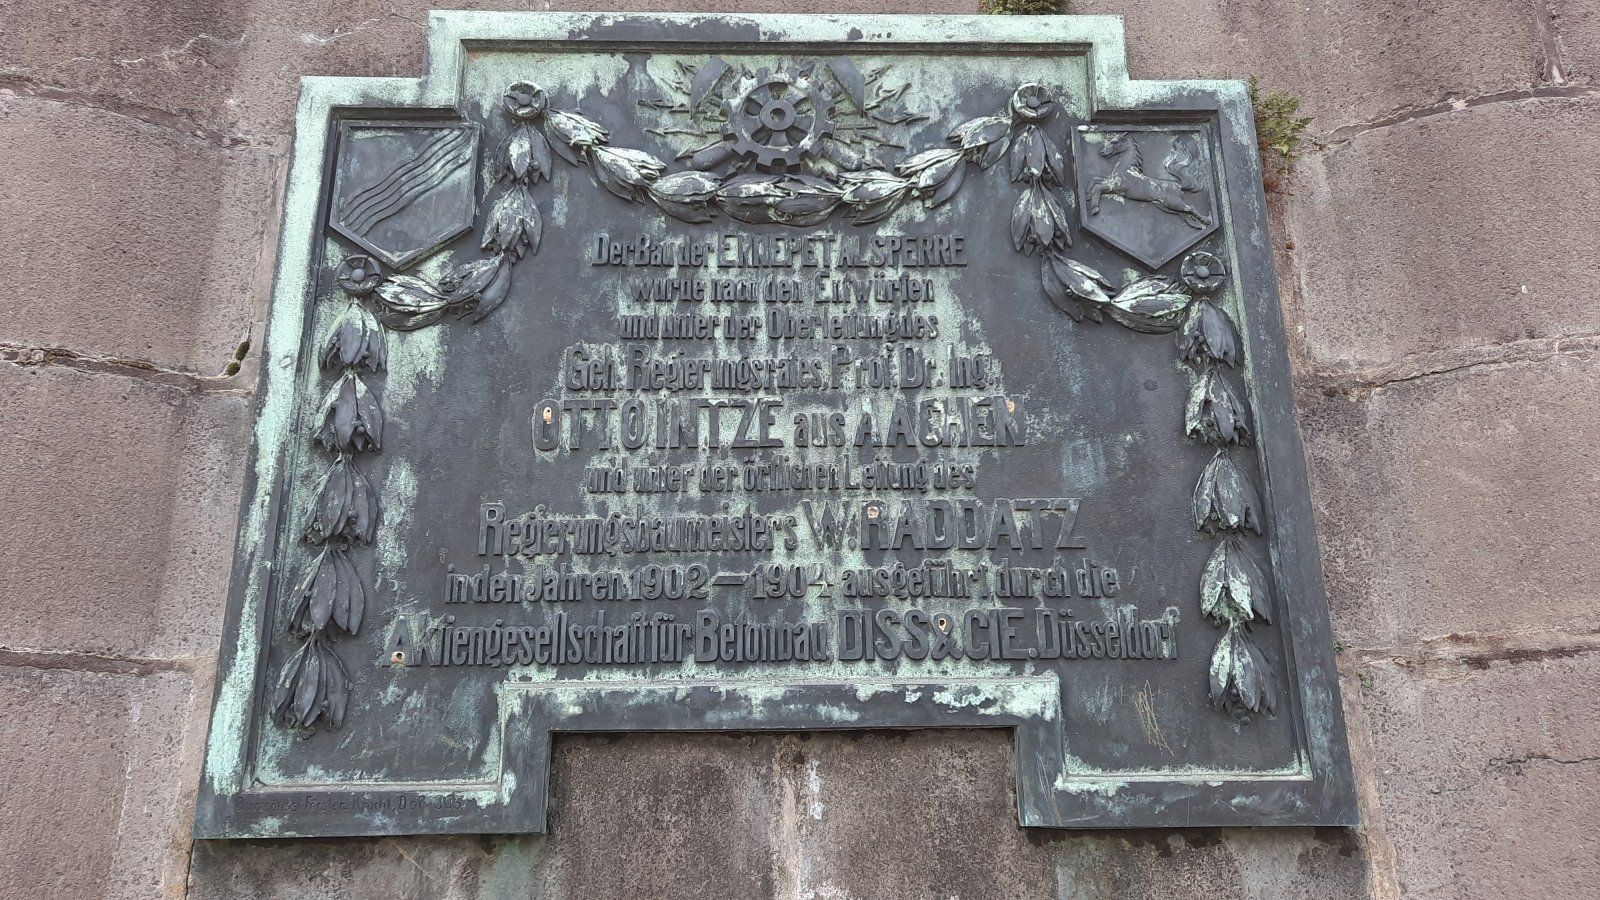 Der Bau der ENNEPETALSPERRE
wurde nach den Entwürfen
und unter der Oberleitung des
Geh. Regierungsrates, Prof. Dr. Ing.
OTTO INTZE aus AACHEN
und unter der örtlichen Leitung des
Regierungsbaumeisters W. RADDATZ
in den Jahren 1902—1904 ausgeführt durch die
Aktiengesellschaft für Betonbau DISS & CIE. Düsseldorf
Förster